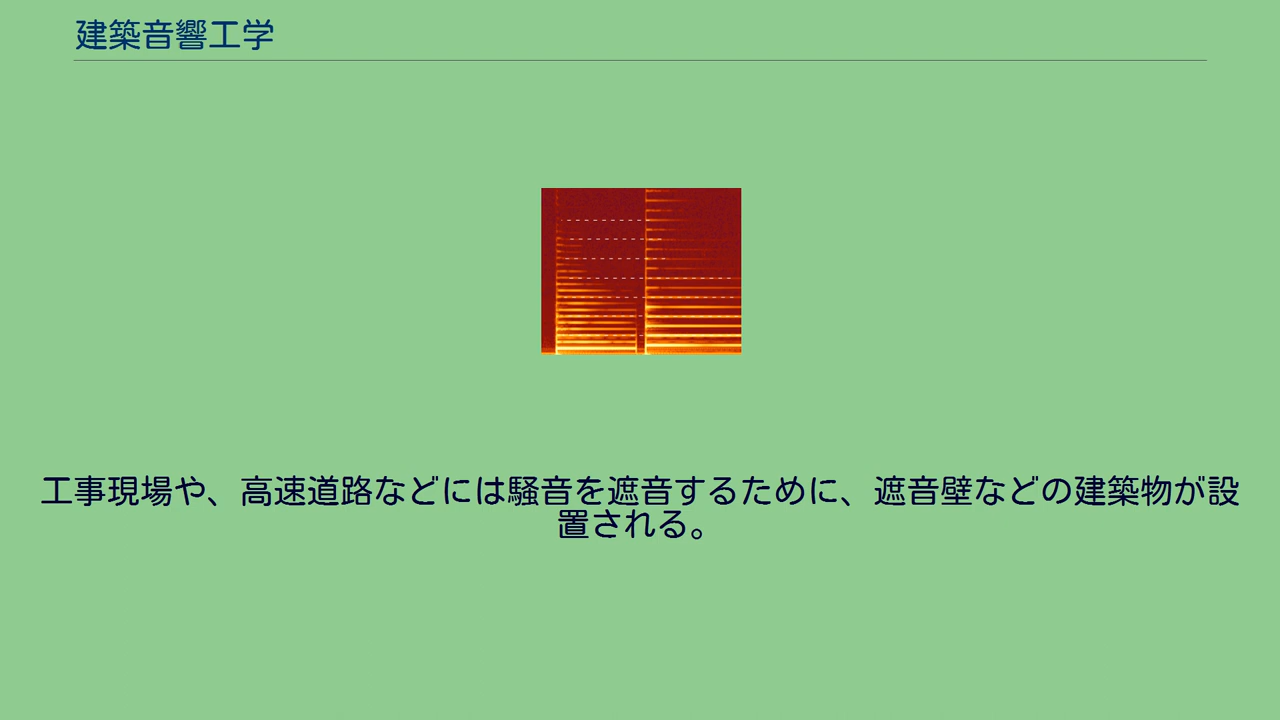 建築音響工学
工事現場や、高速道路などには騒音を遮音するために、遮音壁などの建築物が設
置される。